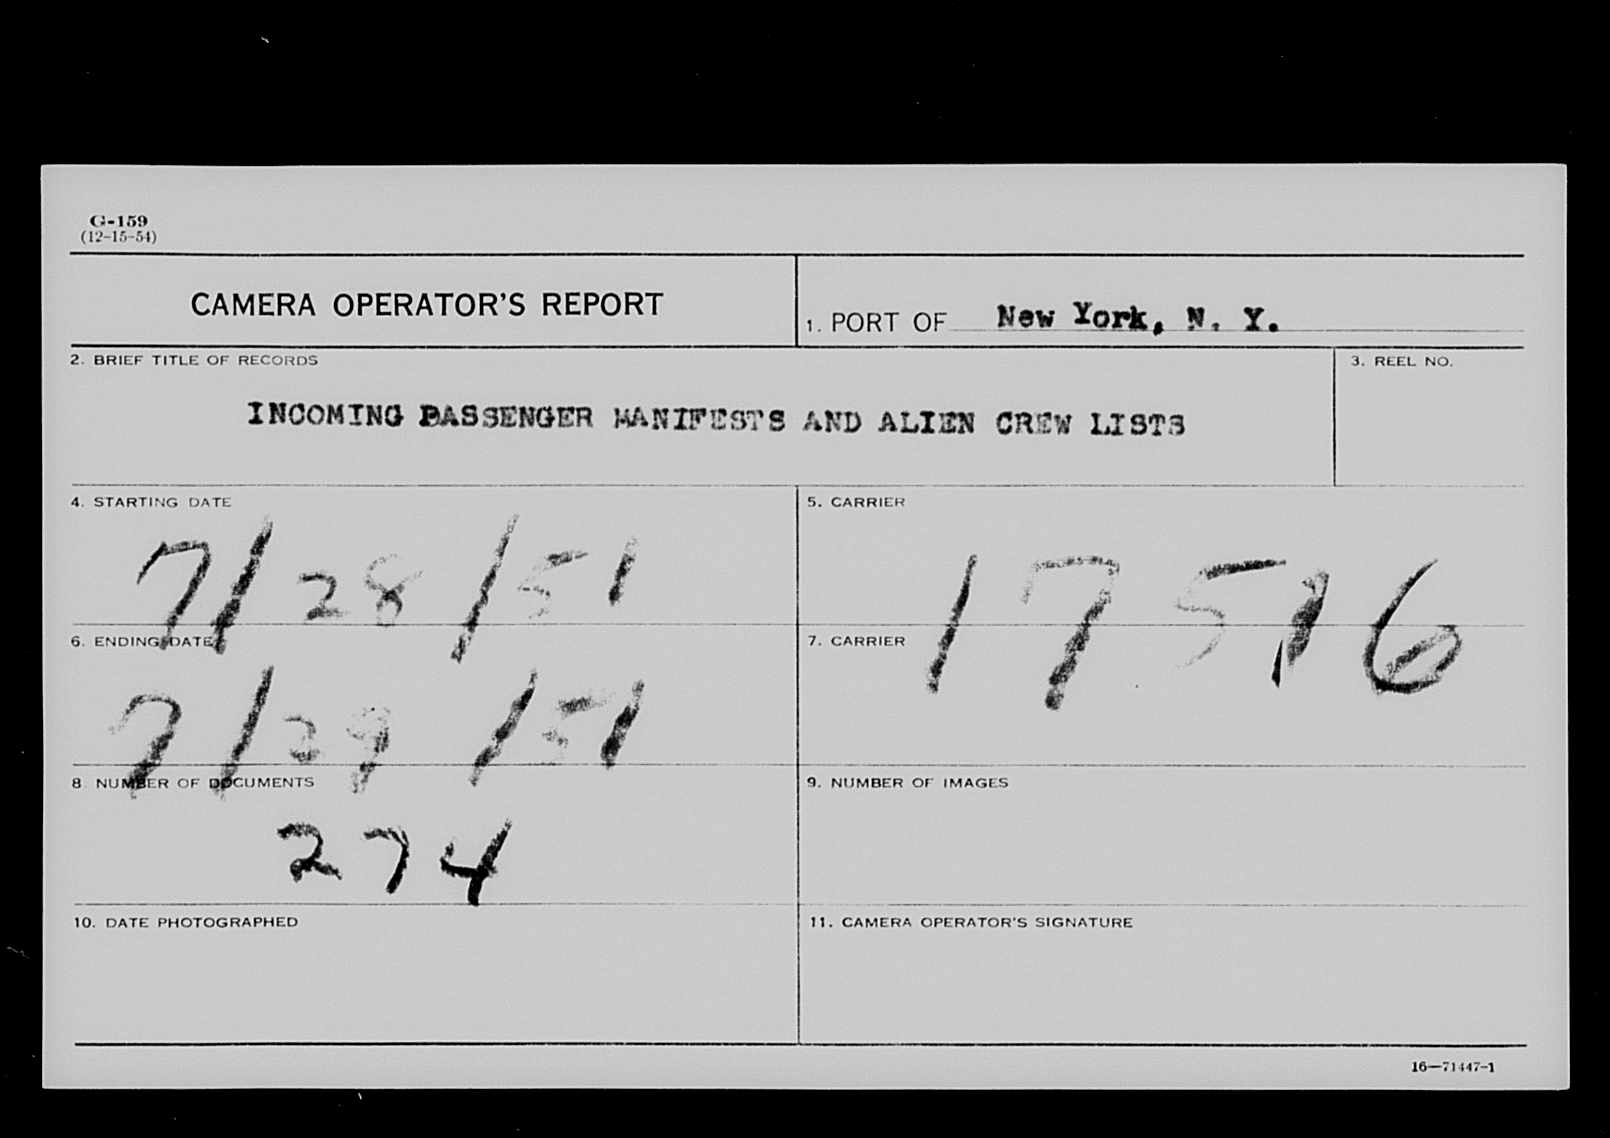 G-159
(12-15-54)
CAMERA OPERATOR'S REPORT
1. PORT OF New York, N. Y.
2. BRIEF TITLE OF RECORDS
3. REEL NO.
INCOMING PASSENGER MANIFESTS AND ALIEN CREW LISTS
4. STARTING DATE
7/28/51
5. CARRIER
17516
6. ENDING DATE
7/29/51
7. CARRIER
8. NUMBER OF DOCUMENTS
274
9. NUMBER OF IMAGES
10. DATE PHOTOGRAPHED
11. CAMERA OPERATOR'S SIGNATURE
16—71447-1